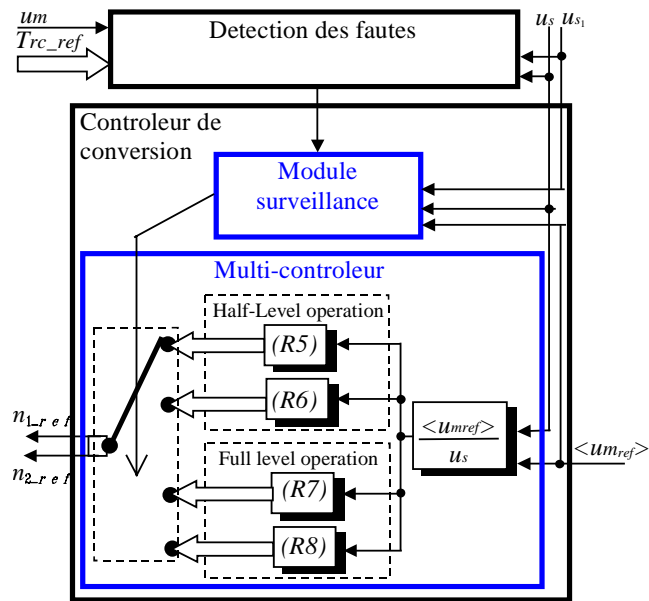 um
Trc_ref
Detection des fautes
us us1
Controleur de
conversion
Module
surveillance
Multi-controleur
Half-Level operation
(R5)
(R6)
n1_ref
n2_ref
<umref>
us
<umref>
Full level operation
(R7)
(R8)